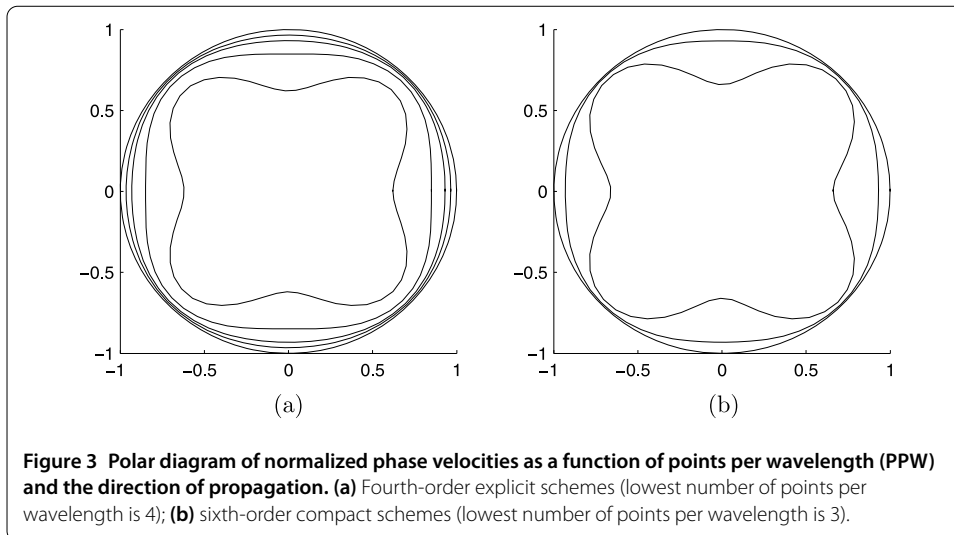 1
0.5
0
−0.5
−1
−1 −0.5 0 0.5 1
(a)
1
0.5
0
−0.5
−1
−1 −0.5 0 0.5 1
(b)
Figure 3 Polar diagram of normalized phase velocities as a function of points per wavelength (PPW)
and the direction of propagation. (a) Fourth-order explicit schemes (lowest number of points per
wavelength is 4); (b) sixth-order compact schemes (lowest number of points per wavelength is 3).